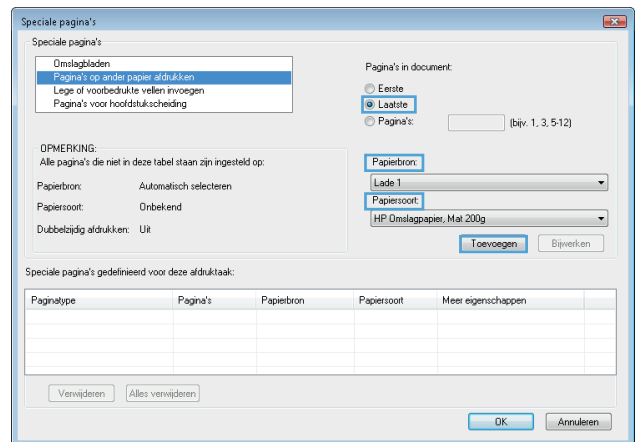 Speciale pagina's
Speciale pagina's
Omslagbladen
Pagina's op ander papier afdrukken
Lege of voorbedrukte vellen invoegen
Pagina's voor hoofdstukscheiding
Pagina's in document:
Eerste
Laatste
Pagina's:
(bijv. 1, 3, 5-12)
OPMERKING:
Alle pagina's die niet in deze tabel staan zijn ingesteld op:
Papierbron: Automatisch selecteren
Papiersoort: Onbekend
Dubbelzijdig afdrukken: Uit
Papierbron:
Lade 1
Papiersoort:
HP Omslagpapier, Mat 200g
Toevoegen Bijwerken
Speciale pagina's gedefinieerd voor deze afdruktaak:
Paginatype Pagina's Papierbron Papiersoort Meer eigenschappen
Verwijderen Alles verwijderen
OK Annuleren